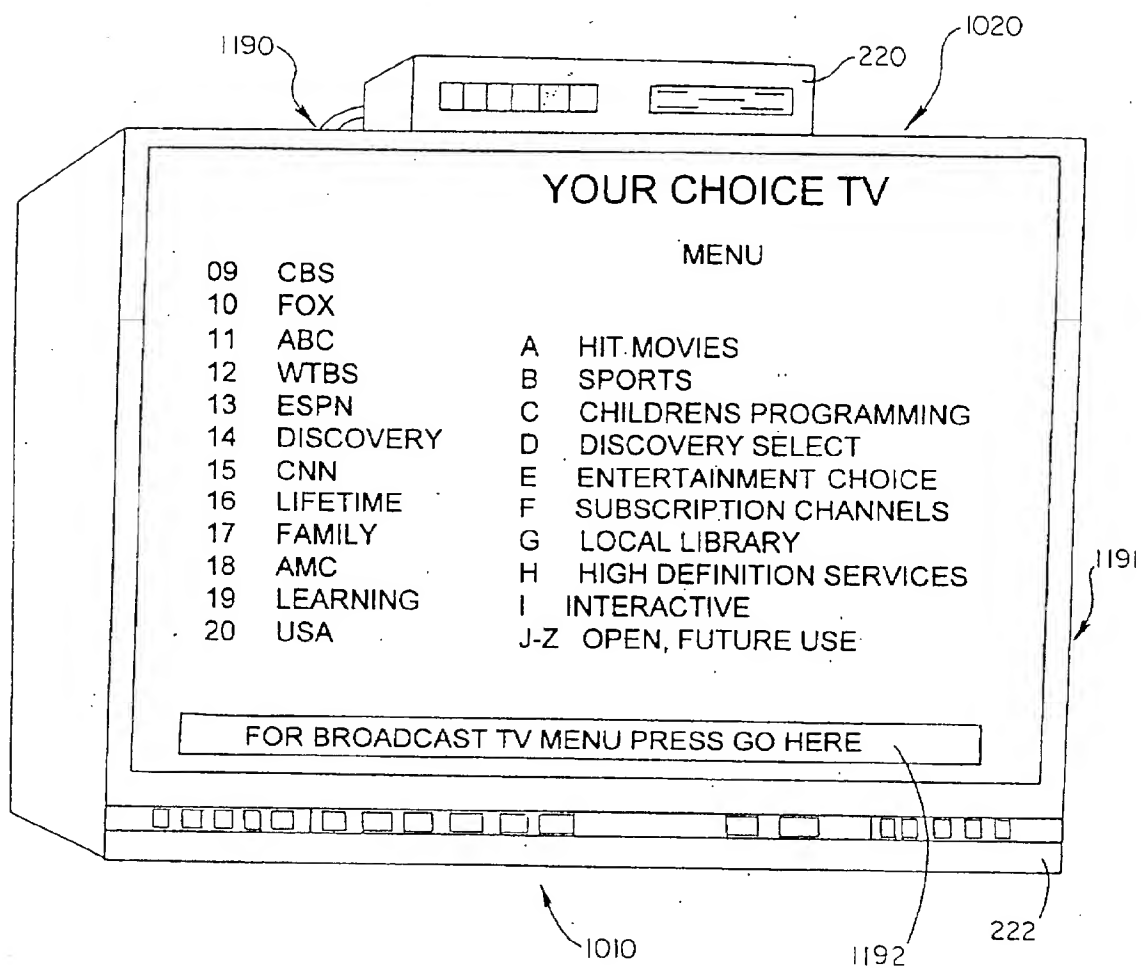 1190
1020
220
YOUR CHOICE TV
MENU
09 CBS
10 FOX
11 ABC
12 WTBS
13 ESPN
14 DISCOVERY
15 CNN
16 LIFETIME
17 FAMILY
18 AMC
19 LEARNING
20 USA
A HIT MOVIES
B SPORTS
C CHILDRENS PROGRAMMING
D DISCOVERY SELECT
E ENTERTAINMENT CHOICE
F SUBSCRIPTION CHANNELS
G LOCAL LIBRARY
H HIGH DEFINITION SERVICES
I INTERACTIVE
J-Z OPEN, FUTURE USE
1191
FOR BROADCAST TV MENU PRESS GO HERE
1010
1192
222